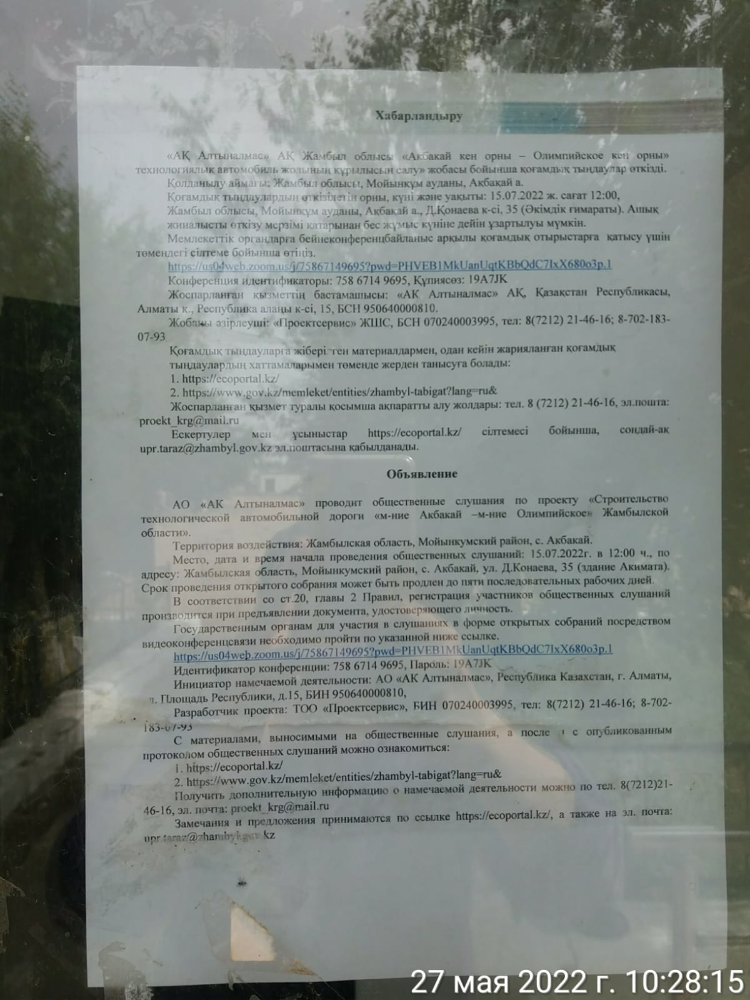 Хабарландыру
«АҚ Алтыналмас» АҚ Жамбыл облысы «Акбакай кен орны – Олимпийское кен орны»
технологиялық автомобиль жолының құрылысын салу» жобасы бойынша қоғамдық тыңдаулар өткізді.
Қолданылу аймағы: Жамбыл облысы, Мойынқұм ауданы, Ақбақай а.
Қоғамдық тыңдаулардың өткізілетін орны, күні және уақыты: 15.07.2022 ж. сағат 12:00,
Жамбыл облысы, Мойынқұм ауданы, Ақбақай а., Д.Қонаева к-сі, 35 (Әкімдік ғимараты). Ашық
жиналысты өткізу мерзімі қатарынан бес жұмыс күніне дейін ұзартылуы мүмкін.
Мемлекеттік органдарға бейнеконференцбайланыс арқылы қоғамдық отырыстарға қатысу үшін
төмендегі сілтеме бойынша өтіңіз.
https://us04web.zoom.us/j/75867149695?pwd=PHVEB1MkUanUqtKBbQdC7IxX680o3p.1
Конференция идентификаторы: 758 6714 9695, Құпиясөз: 19A7JK
Жоспарланған қызметтің бастамашысы: «АК Алтыналмас» АҚ, Қазақстан Республикасы,
Алматы қ., Республика алаңы к-сі, 15, БСН 950640000810.
Жобаны әзірлеуші: «Проектсервис» ЖШС, БСН 070240003995, тел: 8(7212) 21-46-16; 8-702-183-
07-93
Қоғамдық тыңдауларға жіберілген материалдармен, одан кейін жарияланған қоғамдық
тыңдаулардың хаттамаларымен төменде жерден танысуға болады:
1. https://ecoportal.kz/
2. https://www.gov.kz/memleket/entities/zhambyl-tabigat?lang=ru&
Жоспарланған қызмет туралы қосымша ақпаратты алу жолдары: тел. 8 (7212) 21-46-16, эл.пошта:
proekt_krg@mail.ru
Ескертулер мен ұсыныстар https://ecoportal.kz/ сілтемесі бойынша, сондай-ақ
upr.taraz@zhambyl.gov.kz эл.поштасына қабылданады.
Объявление
АО «АК Алтыналмас» проводит общественные слушания по проекту «Строительство
технологической автомобильной дороги «м-ние Акбакай –м-ние Олимпийское» Жамбылской
области».
Территория воздействия: Жамбылская область, Мойынкумский район, с. Акбакай.
Место, дата и время начала проведения общественных слушаний: 15.07.2022г. в 12:00 ч., по
адресу: Жамбылская область, Мойынкумский район, с. Акбакай, ул. Д.Конаева, 35 (здание Акимата).
Срок проведения открытого собрания может быть продлен до пяти последовательных рабочих дней.
В соответствии со ст.20, главы 2 Правил, регистрация участников общественных слушаний
производится при предъявлении документа, удостоверяющего личность.
Государственным органам для участия в слушаниях в форме открытых собраний посредством
видеоконференцсвязи необходимо пройти по указанной ниже ссылке.
https://us04web.zoom.us/j/75867149695?pwd=PHVEB1MkUanUqtKBbQdC7IxX680o3p.1
Идентификатор конференции: 758 6714 9695, Пароль: 19A7JK
Инициатор намечаемой деятельности: АО «АК Алтыналмас», Республика Казахстан, г. Алматы,
Площадь Республики, д.15, БИН 950640000810,
Разработчик проекта: ТОО «Проектсервис», БИН 070240003995, тел: 8(7212) 21-46-16; 8-702-
183-07-93
С материалами, выносимыми на общественные слушания, а после с опубликованным
протоколом общественных слушаний можно ознакомиться:
1. https://ecoportal.kz/
2. https://www.gov.kz/memleket/entities/zhambyl-tabigat?lang=ru&
Получить дополнительную информацию о намечаемой деятельности можно по тел. 8(7212)21-
46-16, эл. почта: proekt_krg@mail.ru
Замечания и предложения принимаются по ссылке https://ecoportal.kz/, а также на эл. почта:
upr.taraz@zhambyl.gov.kz
27 мая 2022 г. 10:28:15